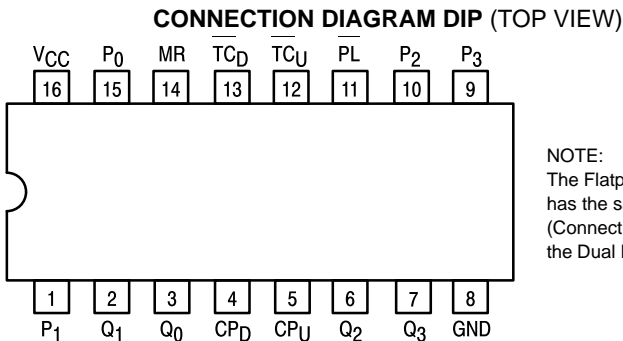 CONNECTION DIAGRAM DIP (TOP VIEW)
VCC P0 MR TCD TCU PL P2 P3
16 15 14 13 12 11 10 9
NOTE:
The Flatp
has the s
(Connect
the Dual
1 2 3 4 5 6 7 8
P1 Q1 Q0 CPD CPU Q2 Q3 GND